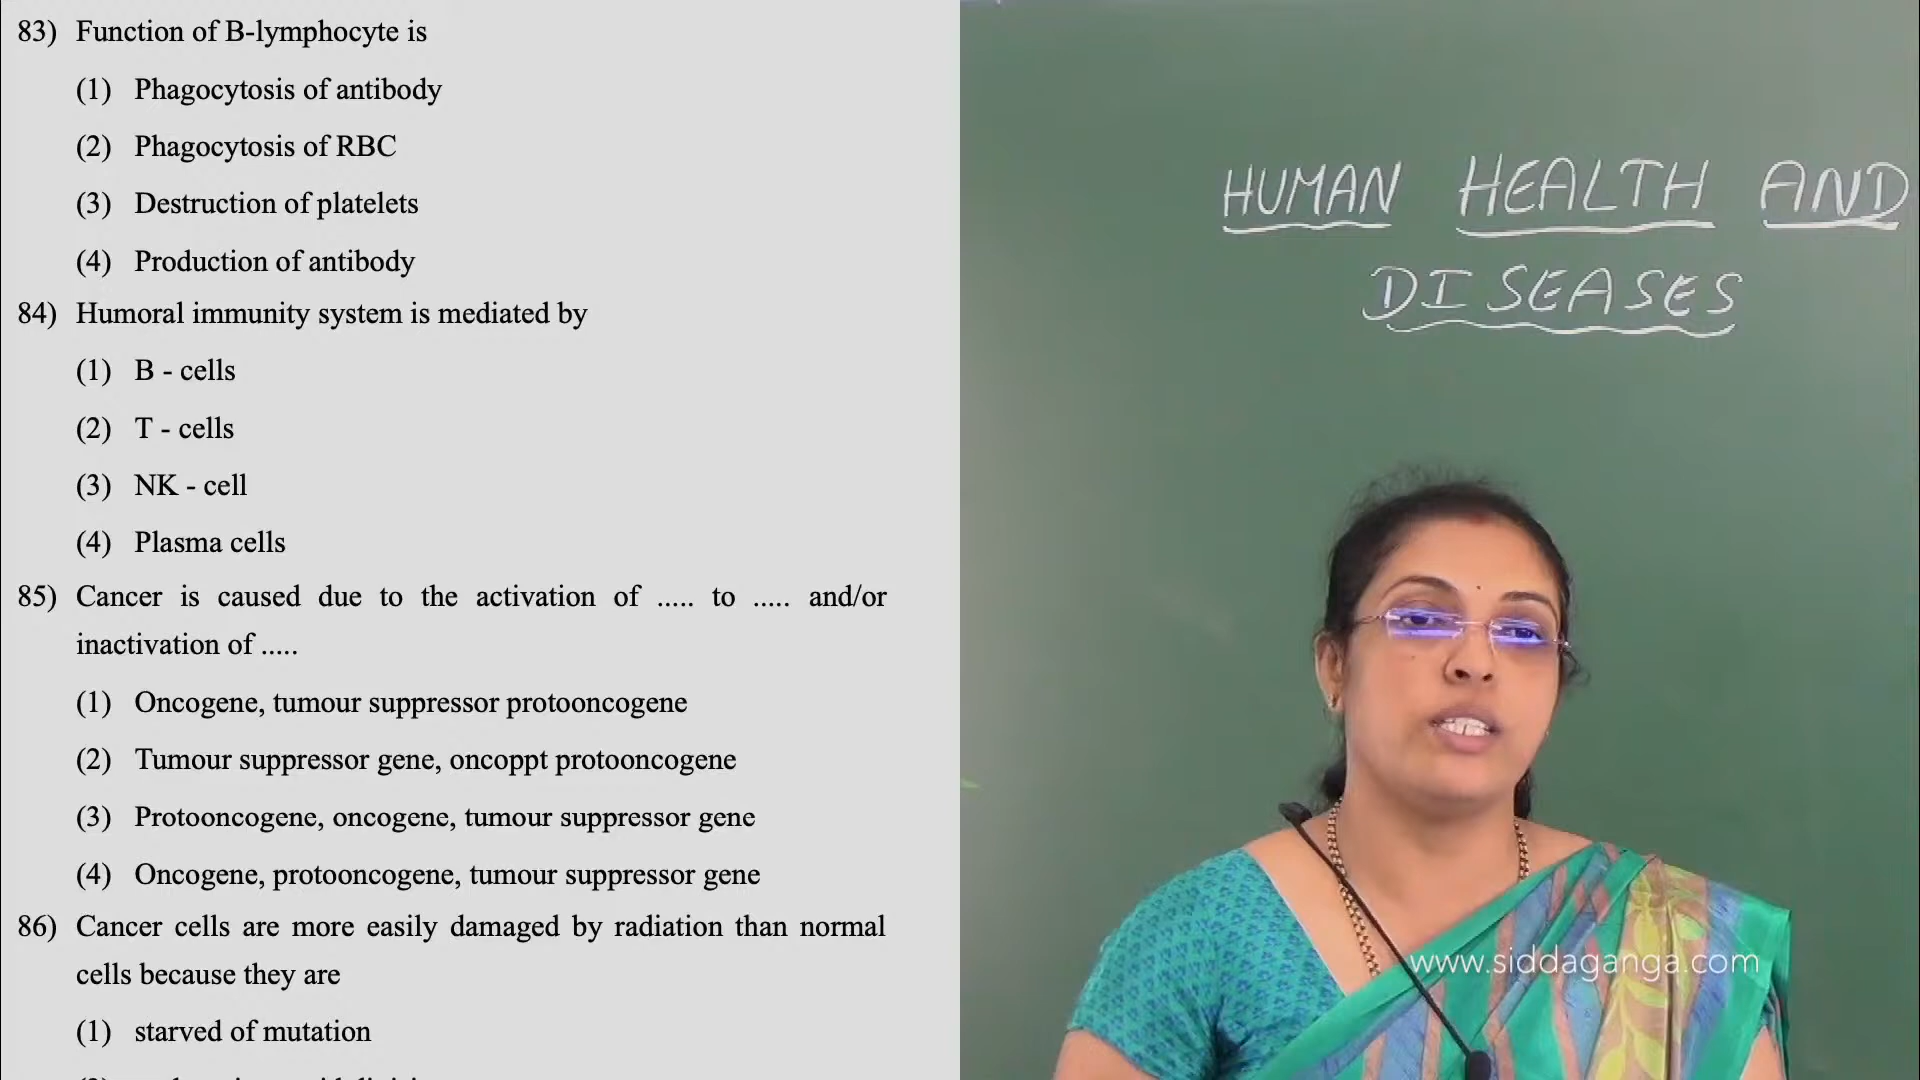 83) Function of B-lymphocyte is
(1) Phagocytosis of antibody
(2) Phagocytosis of RBC
(3) Destruction of platelets
(4) Production of antibody
84) Humoral immunity system is mediated by
(1) B - cells
(2) T - cells
(3) NK - cell
(4) Plasma cells
85) Cancer is caused due to the activation of ..... to ..... and/or
inactivation of .....
(1) Oncogene, tumour suppressor protooncogene
(2) Tumour suppressor gene, oncoppt protooncogene
(3) Protooncogene, oncogene, tumour suppressor gene
(4) Oncogene, protooncogene, tumour suppressor gene
86) Cancer cells are more easily damaged by radiation than normal
cells because they are
(1) starved of mutation
HUMAN HEALTH AND
DISEASES
www.siddaganga.com